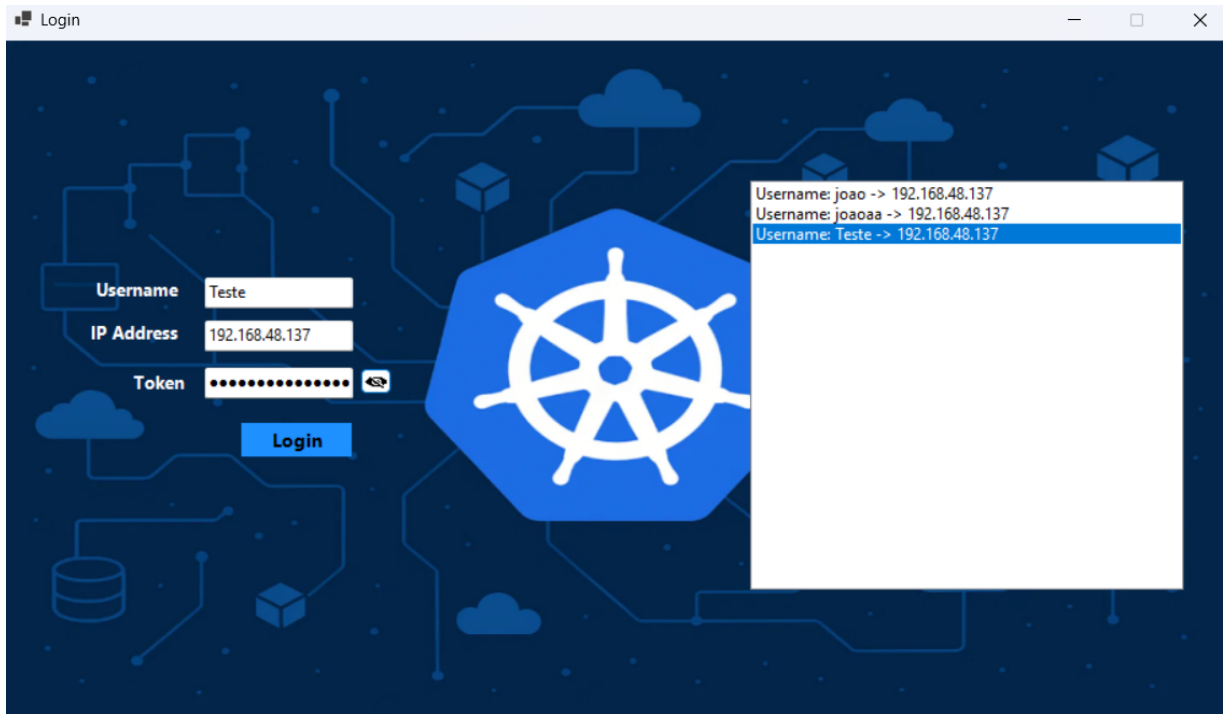 Login
Username: joao -> 192.168.48.137
Username: joaoaa -> 192.168.48.137
Username: Teste -> 192.168.48.137
Username Teste
IP Address 192.168.48.137
Token ●●●●●●●●●●●●●●●
Login